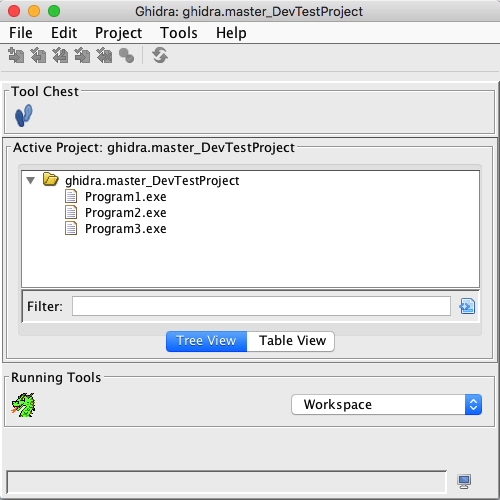 Ghidra: ghidra.master_DevTestProject
File Edit Project Tools Help
Tool Chest
Active Project: ghidra.master_DevTestProject
ghidra.master_DevTestProject
Program1.exe
Program2.exe
Program3.exe
Filter:
Tree View Table View
Running Tools
Workspace